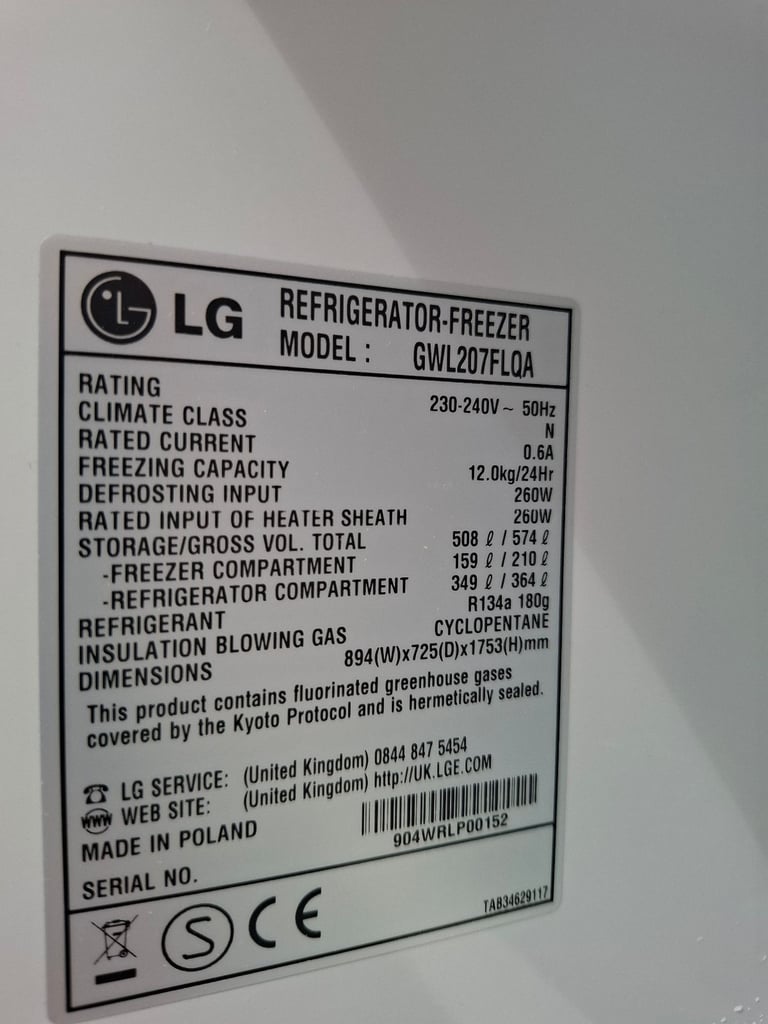 LG REFRIGERATOR-FREEZER
MODEL : GWL207FLQA
RATING 230-240V ~ 50Hz
CLIMATE CLASS N
RATED CURRENT 0.6A
FREEZING CAPACITY 12.0kg/24Hr
DEFROSTING INPUT 260W
RATED INPUT OF HEATER SHEATH 260W
STORAGE/GROSS VOL. TOTAL 508 ℓ / 574 ℓ
-FREEZER COMPARTMENT 159 ℓ / 210 ℓ
-REFRIGERATOR COMPARTMENT 349 ℓ / 364 ℓ
REFRIGERANT R134a 180g
INSULATION BLOWING GAS CYCLOPENTANE
DIMENSIONS 894(W)x725(D)x1753(H)mm
This product contains fluorinated greenhouse gases
covered by the Kyoto Protocol and is hermetically sealed.
LG SERVICE: (United Kingdom) 0844 847 5454
WWW WEB SITE: (United Kingdom) http://UK.LGE.COM
MADE IN POLAND
904WRLP00152
SERIAL NO.
S CE
TAB34629117